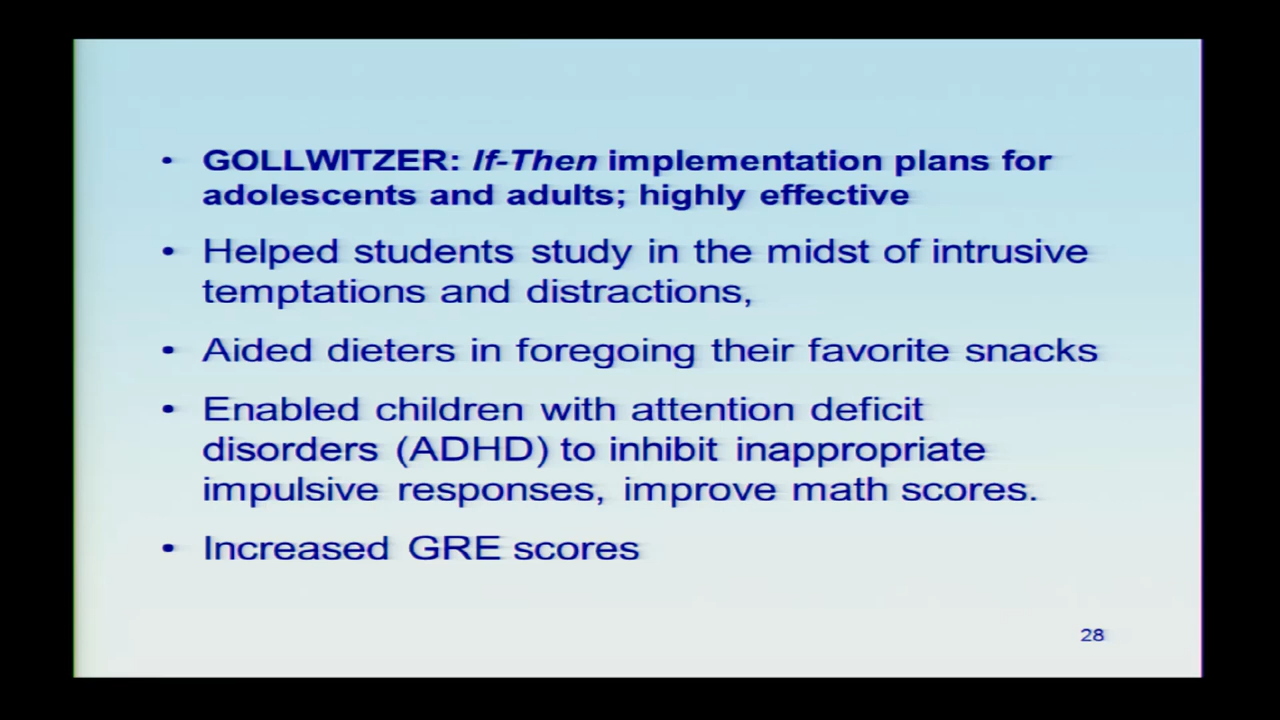 • GOLLWITZER: If-Then implementation plans for
adolescents and adults; highly effective
• Helped students study in the midst of intrusive
temptations and distractions,
• Aided dieters in foregoing their favorite snacks
• Enabled children with attention deficit
disorders (ADHD) to inhibit inappropriate
impulsive responses, improve math scores.
• Increased GRE scores
28